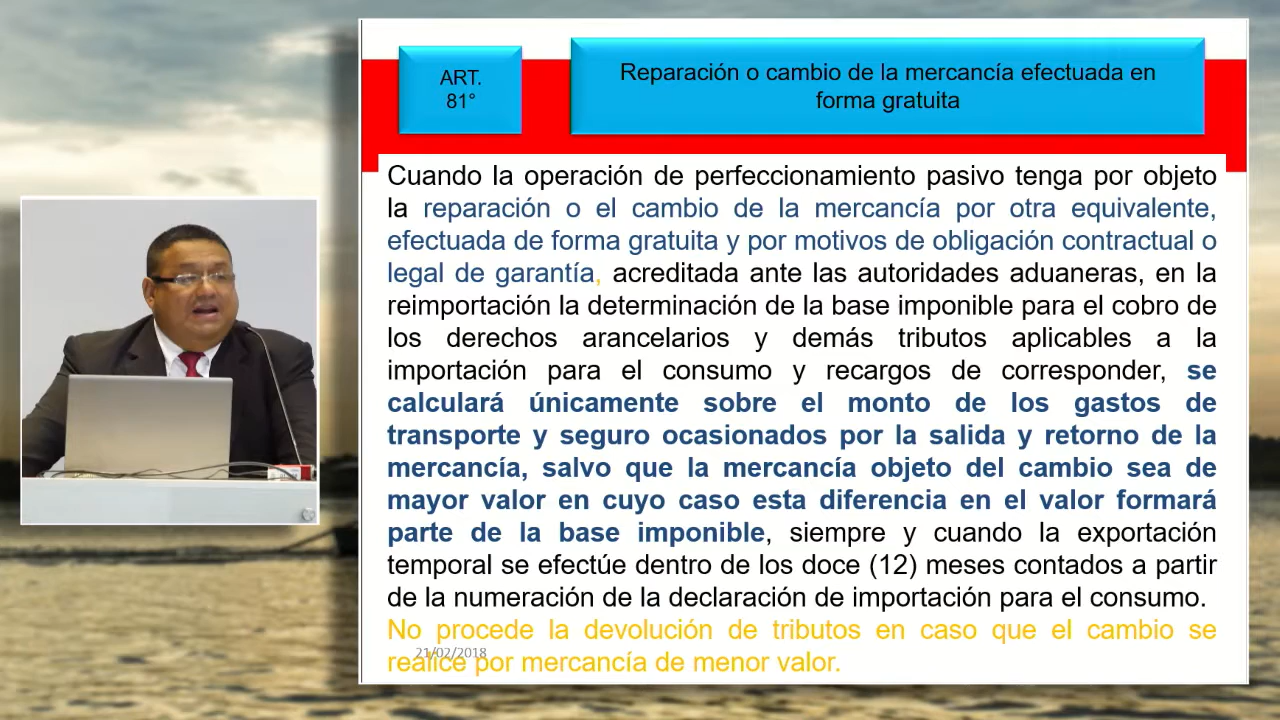 ART.
81°
Reparación o cambio de la mercancía efectuada en
forma gratuita
Cuando la operación de perfeccionamiento pasivo tenga por objeto
la reparación o el cambio de la mercancía por otra equivalente,
efectuada de forma gratuita y por motivos de obligación contractual o
legal de garantía, acreditada ante las autoridades aduaneras, en la
reimportación la determinación de la base imponible para el cobro de
los derechos arancelarios y demás tributos aplicables a la
importación para el consumo y recargos de corresponder, se
calculará únicamente sobre el monto de los gastos de
transporte y seguro ocasionados por la salida y retorno de la
mercancía, salvo que la mercancía objeto del cambio sea de
mayor valor en cuyo caso esta diferencia en el valor formará
parte de la base imponible, siempre y cuando la exportación
temporal se efectúe dentro de los doce (12) meses contados a partir
de la numeración de la declaración de importación para el consumo.
No procede la devolución de tributos en caso que el cambio se
realice por mercancía de menor valor.
21/02/2018